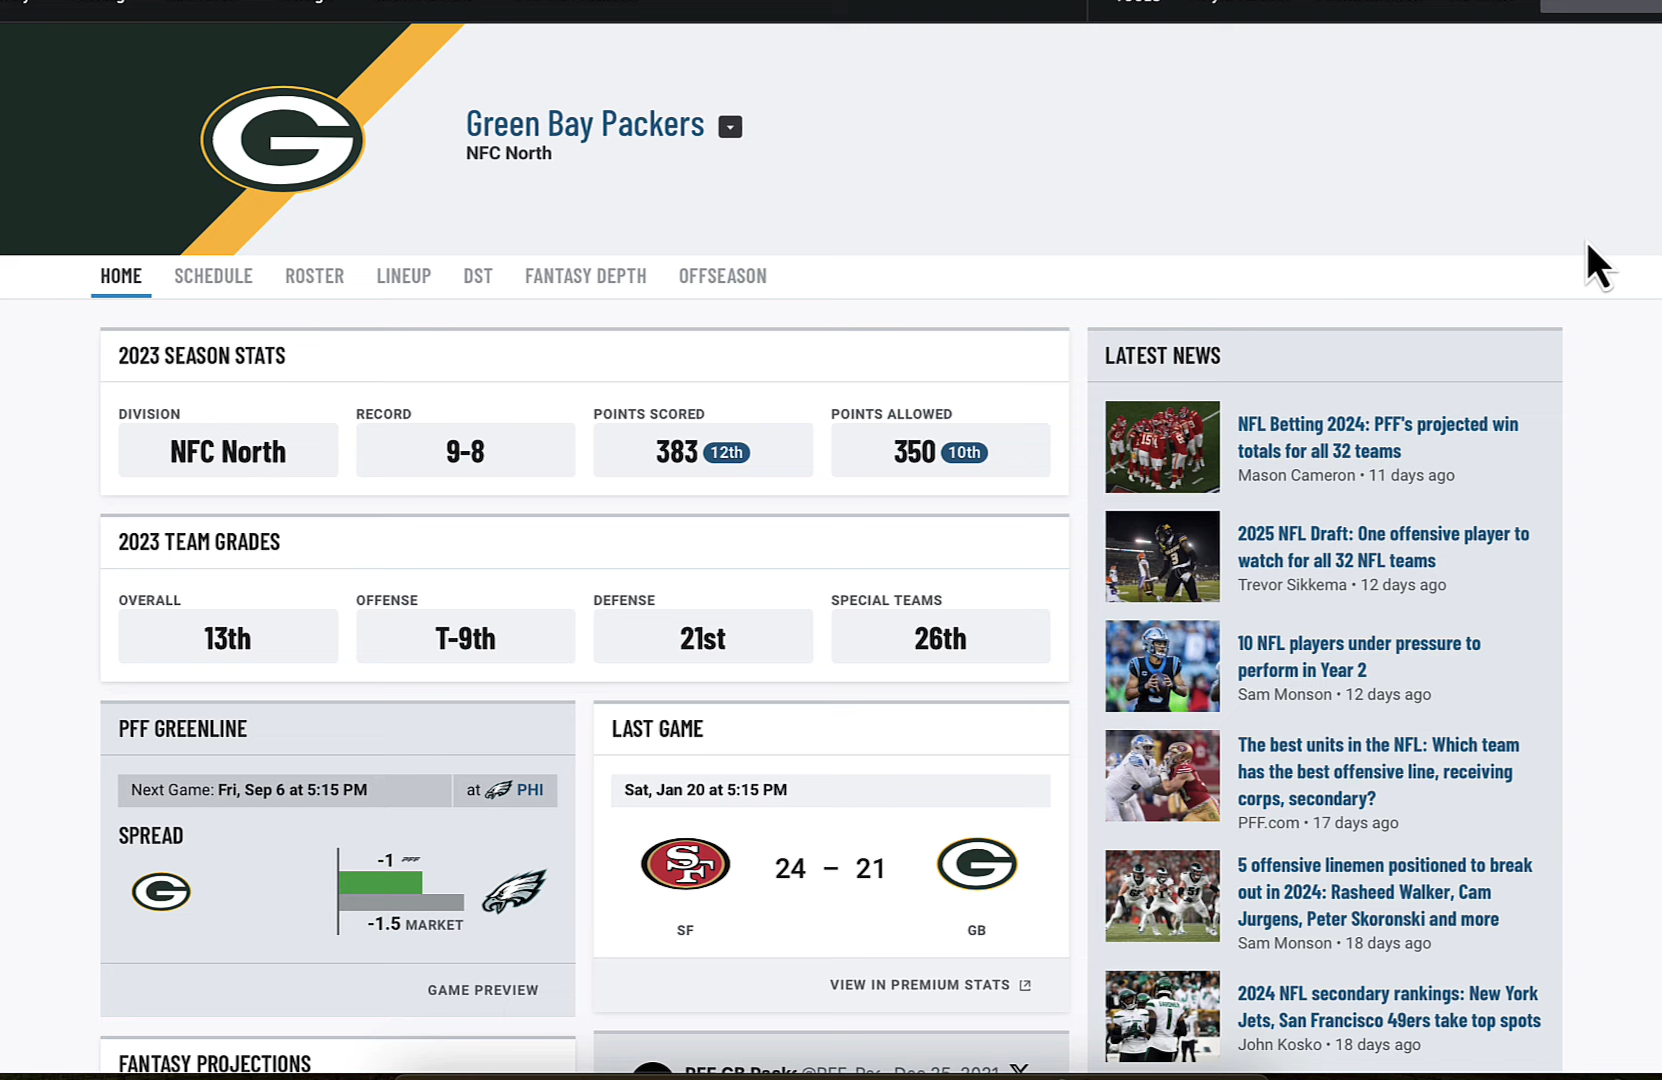 Green Bay Packers
NFC North
HOME SCHEDULE ROSTER LINEUP DST FANTASY DEPTH OFFSEASON
2023 SEASON STATS
DIVISION RECORD POINTS SCORED POINTS ALLOWED
NFC North 9-8 383 12th 350 10th
2023 TEAM GRADES
OVERALL OFFENSE DEFENSE SPECIAL TEAMS
13th T-9th 21st 26th
PFF GREENLINE
Next Game: Fri, Sep 6 at 5:15 PM at PHI
SPREAD
-1 PFF
-1.5 MARKET
GAME PREVIEW
LAST GAME
Sat, Jan 20 at 5:15 PM
24 – 21
SF GB
VIEW IN PREMIUM STATS
FANTASY PROJECTIONS
LATEST NEWS
NFL Betting 2024: PFF's projected win
totals for all 32 teams
Mason Cameron • 11 days ago
2025 NFL Draft: One offensive player to
watch for all 32 NFL teams
Trevor Sikkema • 12 days ago
10 NFL players under pressure to
perform in Year 2
Sam Monson • 12 days ago
The best units in the NFL: Which team
has the best offensive line, receiving
corps, secondary?
PFF.com • 17 days ago
5 offensive linemen positioned to break
out in 2024: Rasheed Walker, Cam
Jurgens, Peter Skoronski and more
Sam Monson • 18 days ago
2024 NFL secondary rankings: New York
Jets, San Francisco 49ers take top spots
John Kosko • 18 days ago